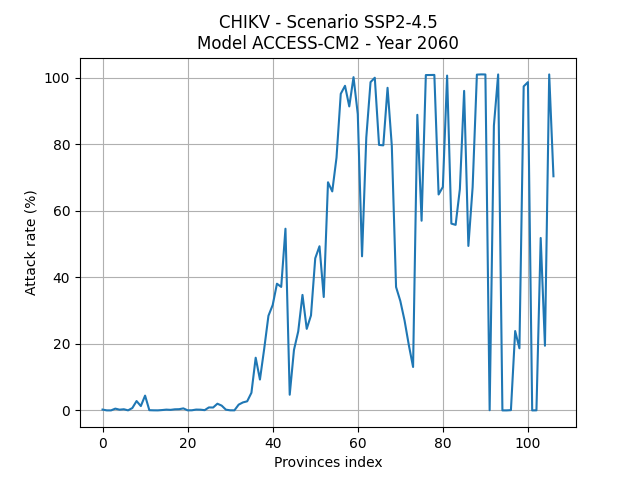 CHIKV - Scenario SSP2-4.5
Model ACCESS-CM2 - Year 2060
Attack rate (%)
100
80
60
40
20
0
0 20 40 60 80 100
Provinces index